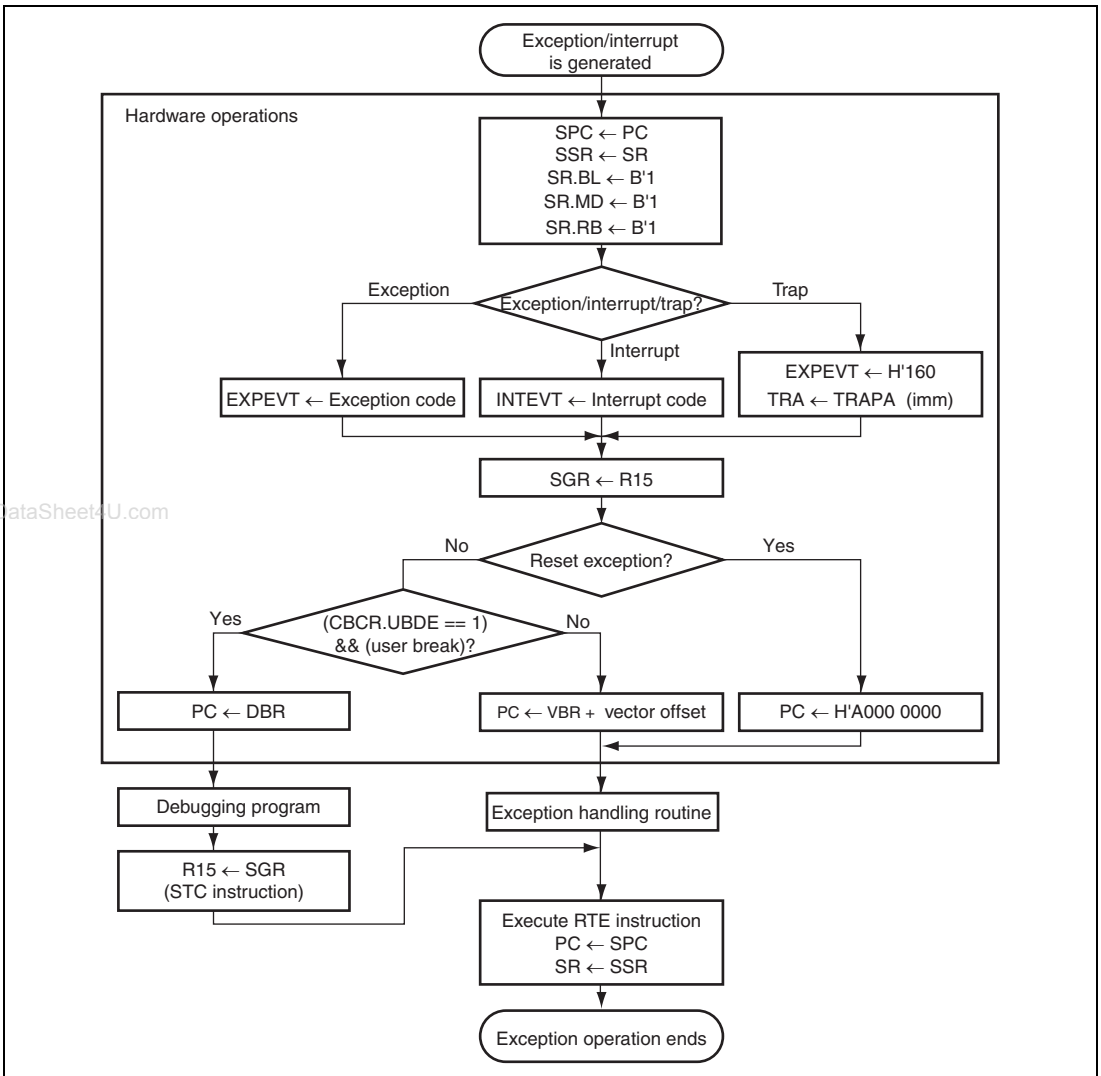 Exception/interrupt
is generated
Hardware operations
SPC ← PC
SSR ← SR
SR.BL ← B'1
SR.MD ← B'1
SR.RB ← B'1
Exception
Exception/interrupt/trap?
Trap
Interrupt
EXPEVT ← Exception code
INTEVT ← Interrupt code
EXPEVT ← H'160
TRA ← TRAPA (imm)
SGR ← R15
DataSheet4U.com
No
Reset exception?
Yes
Yes
(CBCR.UBDE == 1)
&& (user break)?
No
PC ← DBR
PC ← VBR + vector offset
PC ← H'A000 0000
Debugging program
Exception handling routine
R15 ← SGR
(STC instruction)
Execute RTE instruction
PC ← SPC
SR ← SSR
Exception operation ends